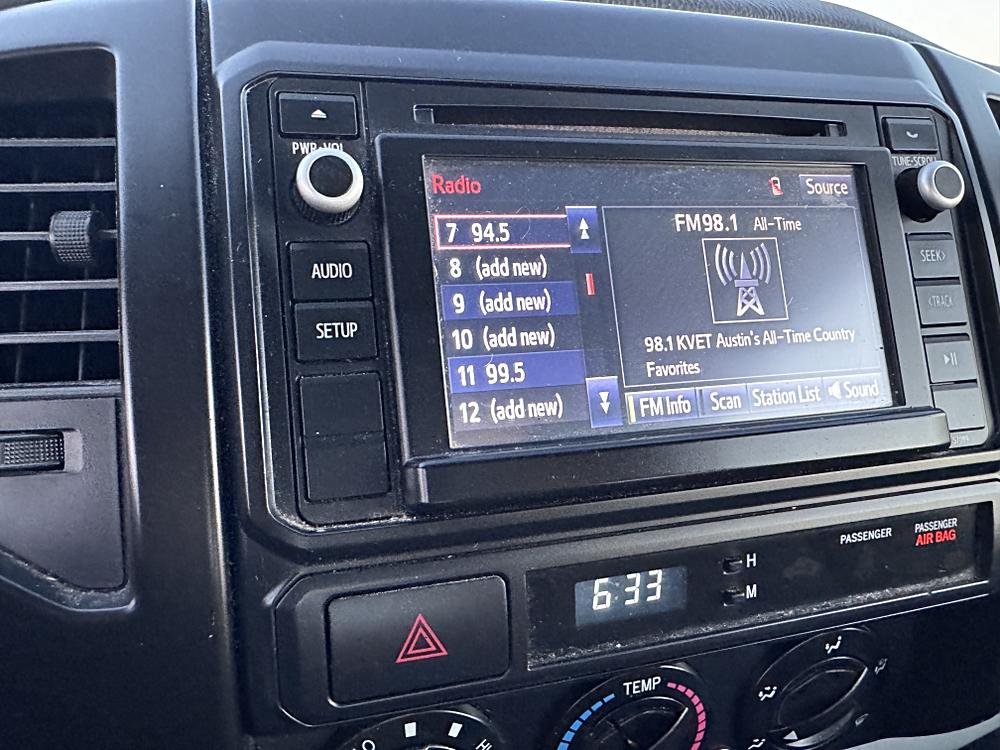 PWR·VOL
TUNE·SCROLL
Radio
Source
7 94.5
8 (add new)
9 (add new)
10 (add new)
11 99.5
12 (add new)
FM98.1 All-Time
98.1 KVET Austin's All-Time Country
Favorites
FM Info
Scan
Station List
Sound
AUDIO
SETUP
SEEK>
<TRACK
PASSENGER
PASSENGER
AIR BAG
6:33
H
M
TEMP
LO
HI